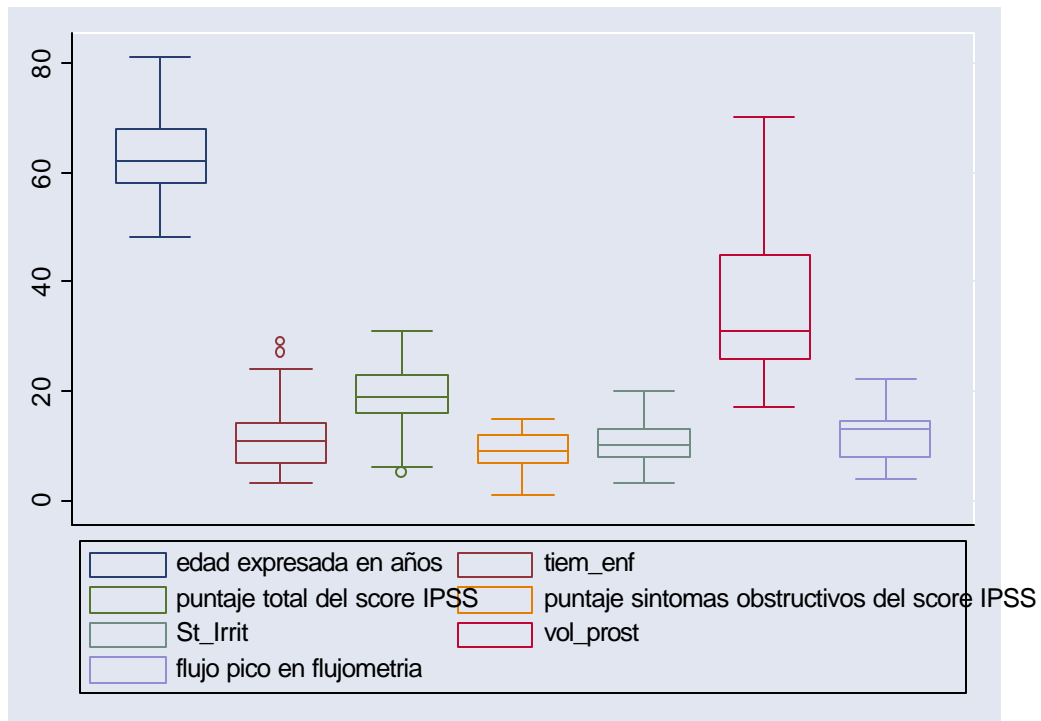 80
60
40
20
0
edad expresada en años tiem_enf
puntaje total del score IPSS puntaje sintomas obstructivos del score IPSS
St_Irrit vol_prost
flujo pico en flujometria